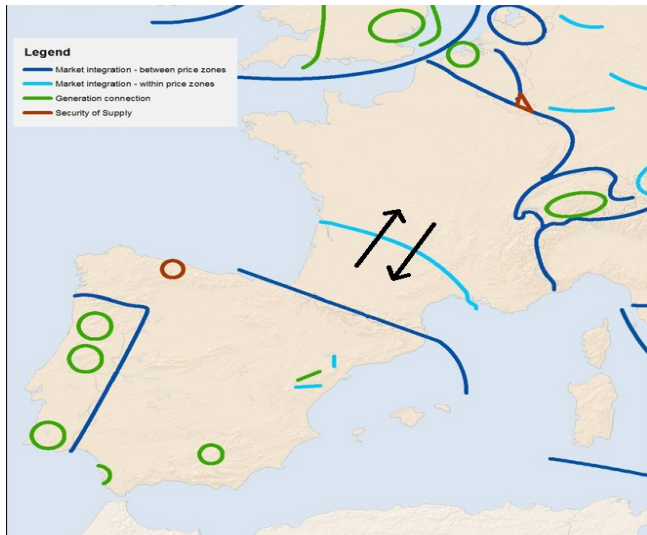 Legend
Market integration - between price zones
Market integration - within price zones
Generation connection
Security of Supply